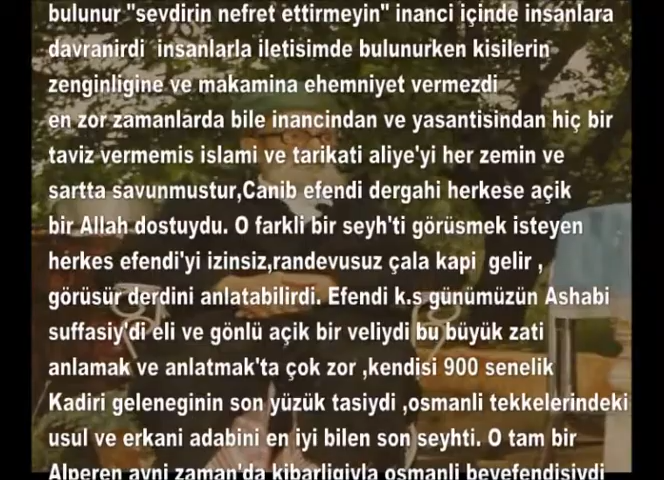 bulunur "sevdirin nefret ettirmeyin" inanci içinde insanlara
davranirdi insanlarla iletisimde bulunurken kisilerin
zenginligine ve makamina ehemniyet vermezdi
en zor zamanlarda bile inancindan ve yasantisindan hiç bir
taviz vermemis islami ve tarikati aliye'yi her zemin ve
sartta savunmustur,Canib efendi dergahi herkese açik
bir Allah dostuydu. O farkli bir seyh'ti görüsmek isteyen
herkes efendi'yi izinsiz,randevusuz çala kapi gelir ,
görüsür derdini anlatabilirdi. Efendi k.s günümüzün Ashabi
suffasiy'di eli ve gönlü açik bir veliydi bu büyük zati
anlamak ve anlatmak'ta çok zor ,kendisi 900 senelik
Kadiri geleneginin son yüzük tasiydi ,osmanli tekkelerindeki
usul ve erkani adabini en iyi bilen son seyhti. O tam bir
Alperen ayni zaman'da kibarligiyla osmanli beyefendisiydi